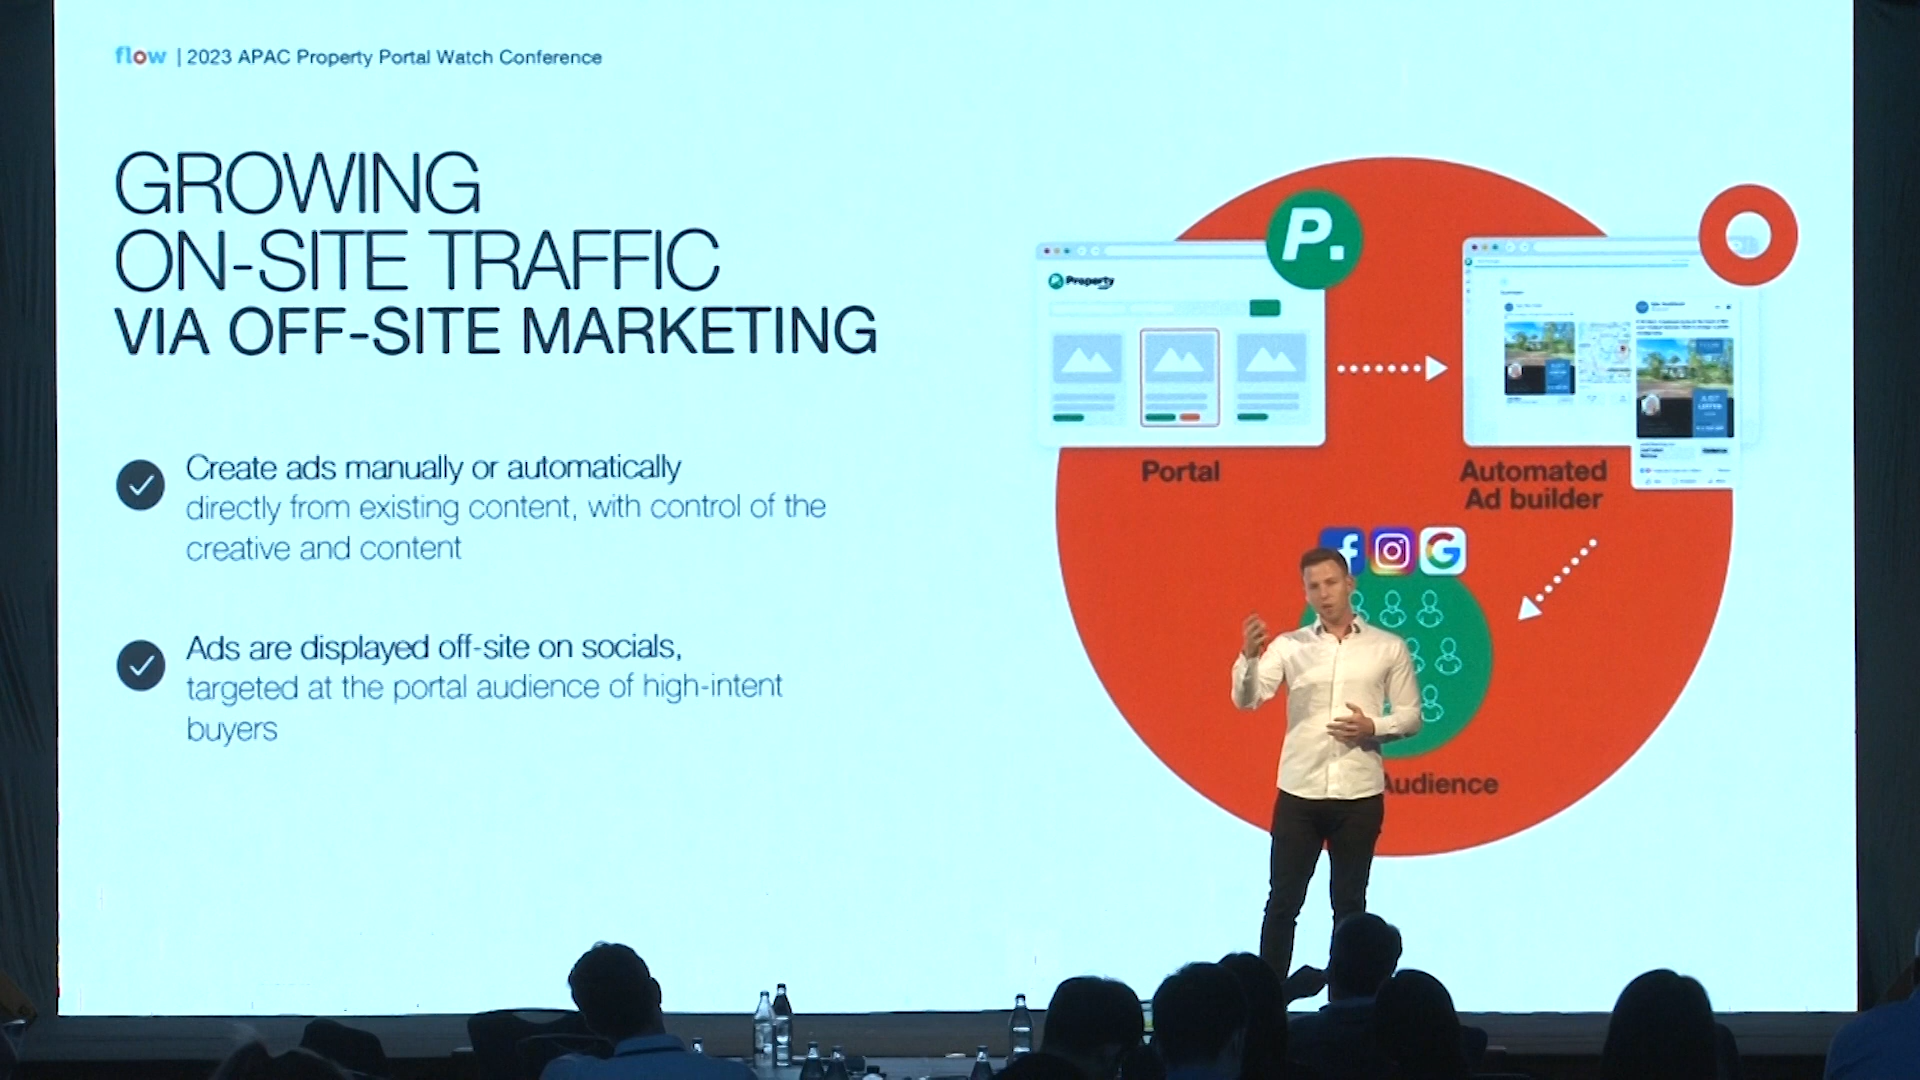 flow | 2023 APAC Property Portal Watch Conference
GROWING
ON-SITE TRAFFIC
VIA OFF-SITE MARKETING
Create ads manually or automatically
directly from existing content, with control of the
creative and content
Ads are displayed off-site on socials,
targeted at the portal audience of high-intent
buyers
P.
Property
Portal
Automated
Ad builder
JUST
LISTED
Audience